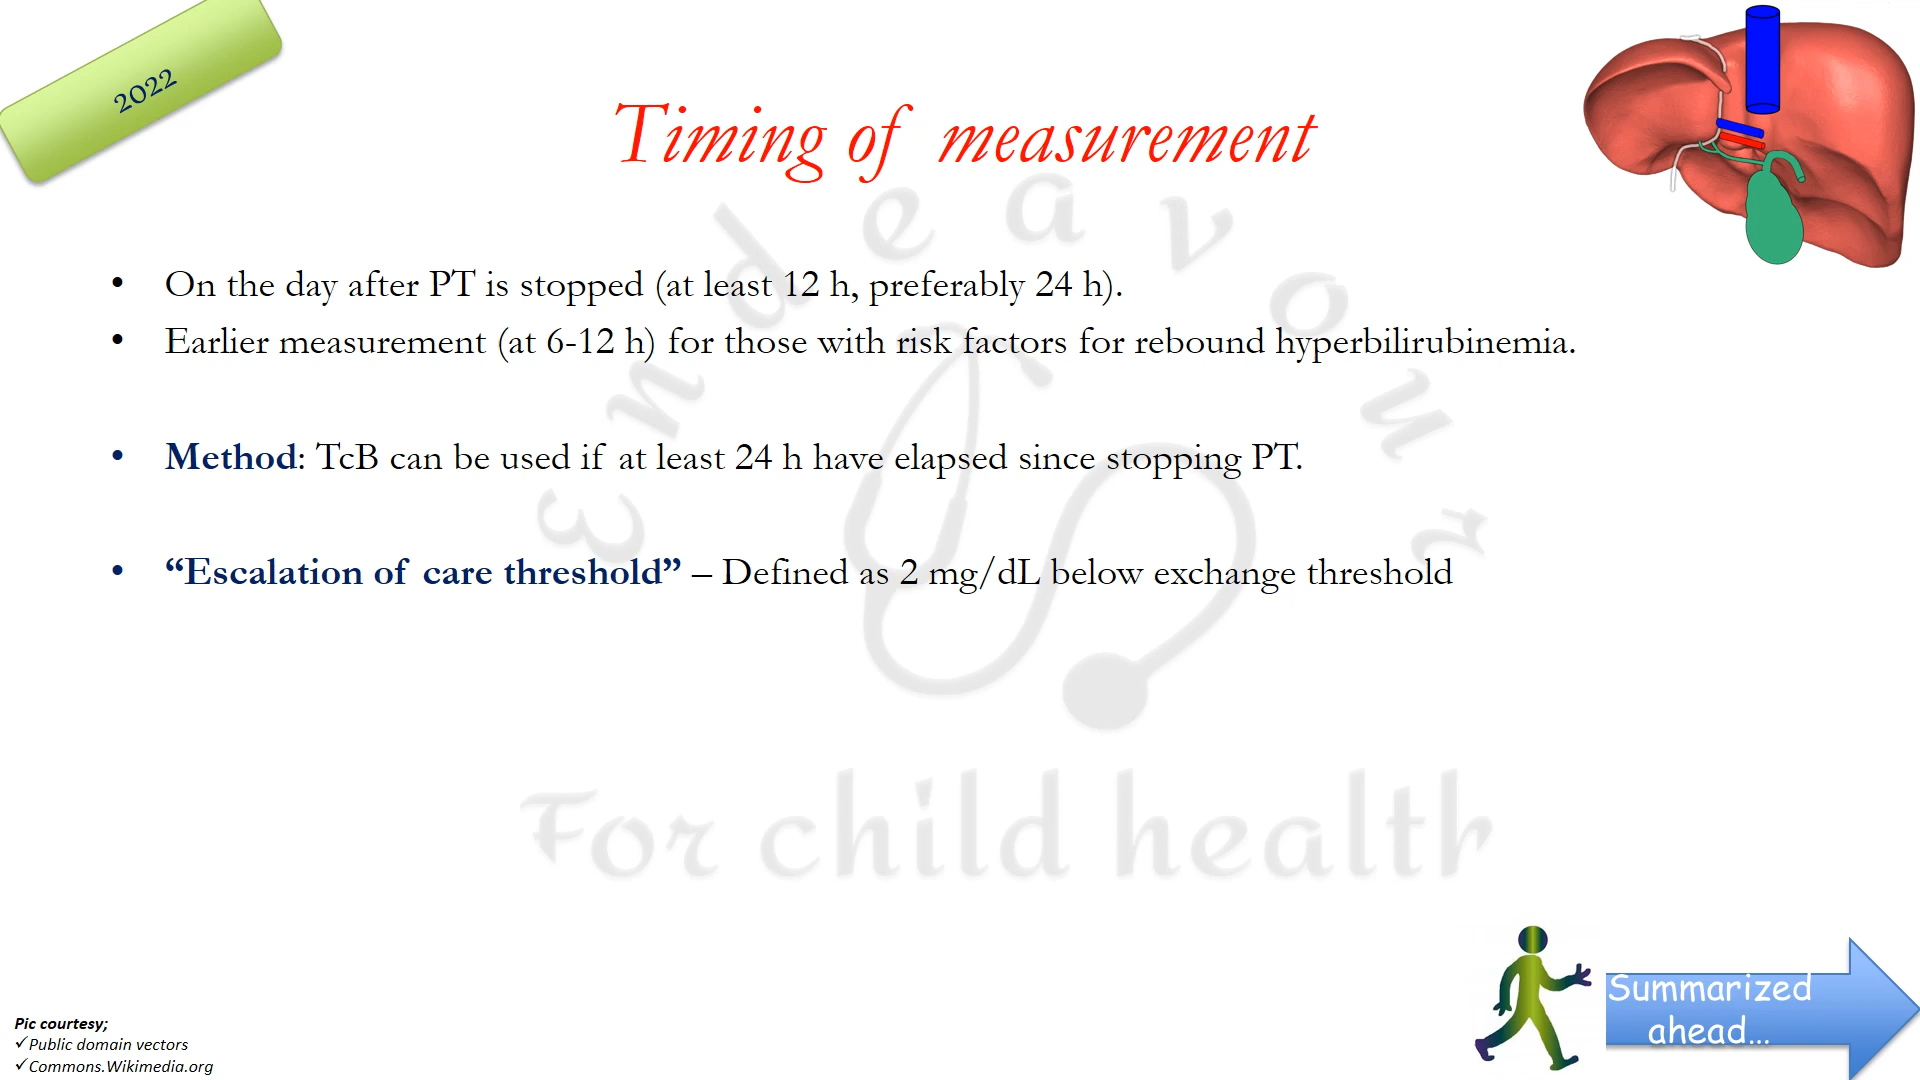 2022
Timing of measurement
• On the day after PT is stopped (at least 12 h, preferably 24 h).
• Earlier measurement (at 6-12 h) for those with risk factors for rebound hyperbilirubinemia.
• Method: TcB can be used if at least 24 h have elapsed since stopping PT.
• “Escalation of care threshold” – Defined as 2 mg/dL below exchange threshold
Endeavour
For child health
Summarized
ahead...
Pic courtesy;
✓Public domain vectors
✓Commons.Wikimedia.org